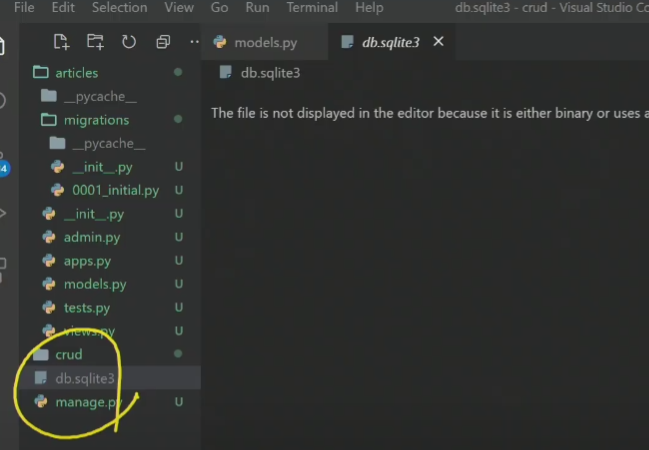 File Edit Selection View Go Run Terminal Help db.sqlite3 - crud - Visual Studio Co
models.py db.sqlite3
articles
db.sqlite3
__pycache__
The file is not displayed in the editor because it is either binary or uses a
migrations
__pycache__
__init__.py U
4
0001_initial.py U
__init__.py U
admin.py U
apps.py U
models.py U
tests.py U
views.py U
crud
db.sqlite3
manage.py U